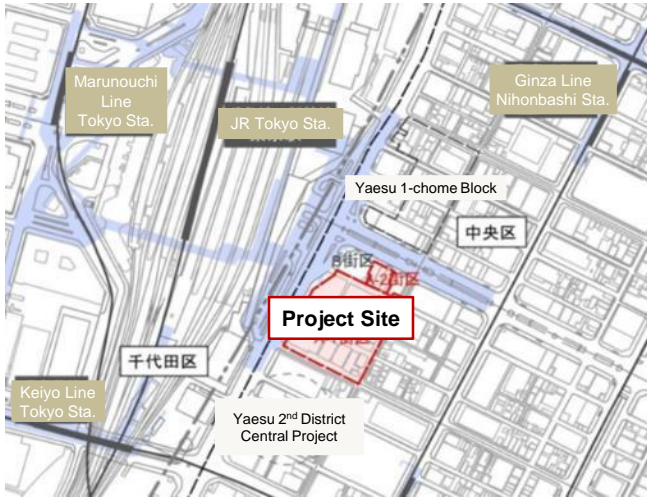 Marunouchi
Line
Tokyo Sta.
JR Tokyo Sta.
Ginza Line
Nihonbashi Sta.
Yaesu 1-chome Block
中央区
B街区
A-2街区
Project Site
千代田区
Keiyo Line
Tokyo Sta.
Yaesu 2nd District
Central Project